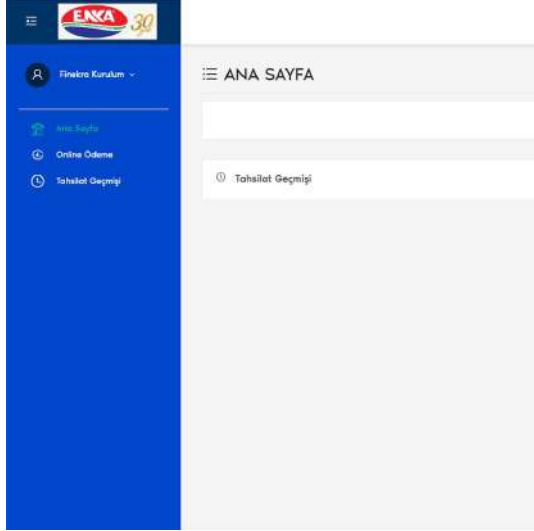 ENKA 30
Finekra Kurulum
ANA SAYFA
Ana Sayfa
Online Ödeme
Tahsilat Geçmişi
Tahsilat Geçmişi